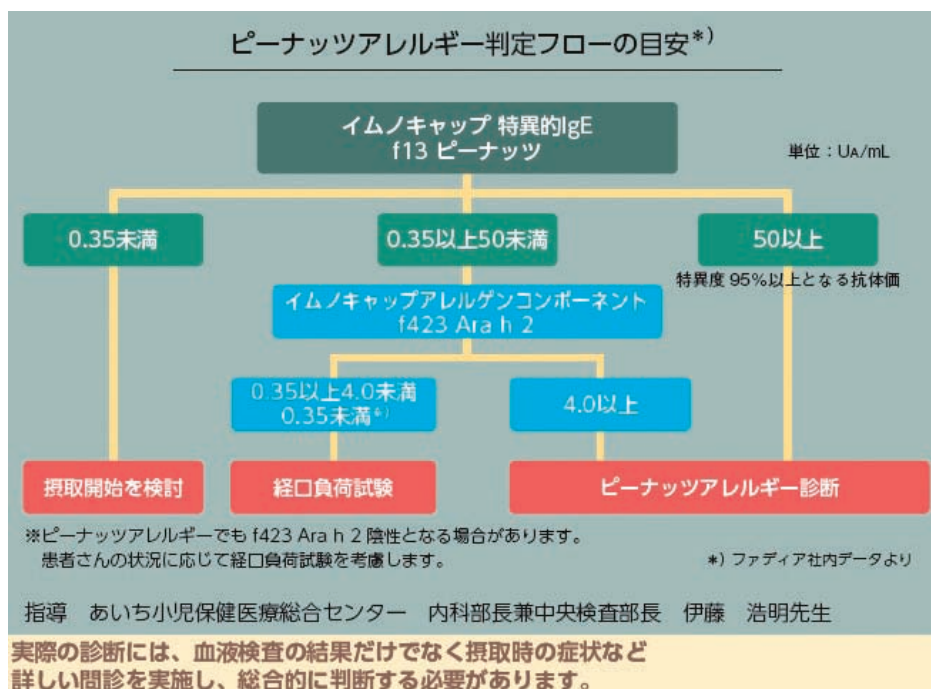 ピーナッツアレルギー判定フローの目安*)
イムノキャップ 特異的IgE
f13 ピーナッツ
単位：UA/mL
0.35未満
0.35以上50未満
50以上
特異度 95%以上となる抗体価
イムノキャップアレルゲンコンポーネント
f423 Ara h 2
0.35以上4.0未満
0.35未満※)
4.0以上
摂取開始を検討
経口負荷試験
ピーナッツアレルギー診断
※ピーナッツアレルギーでも f423 Ara h 2 陰性となる場合があります。
患者さんの状況に応じて経口負荷試験を考慮します。
*) ファディア社内データより
指導 あいち小児保健医療総合センター 内科部長兼中央検査部長 伊藤 浩明先生
実際の診断には、血液検査の結果だけでなく摂取時の症状など
詳しい問診を実施し、総合的に判断する必要があります。